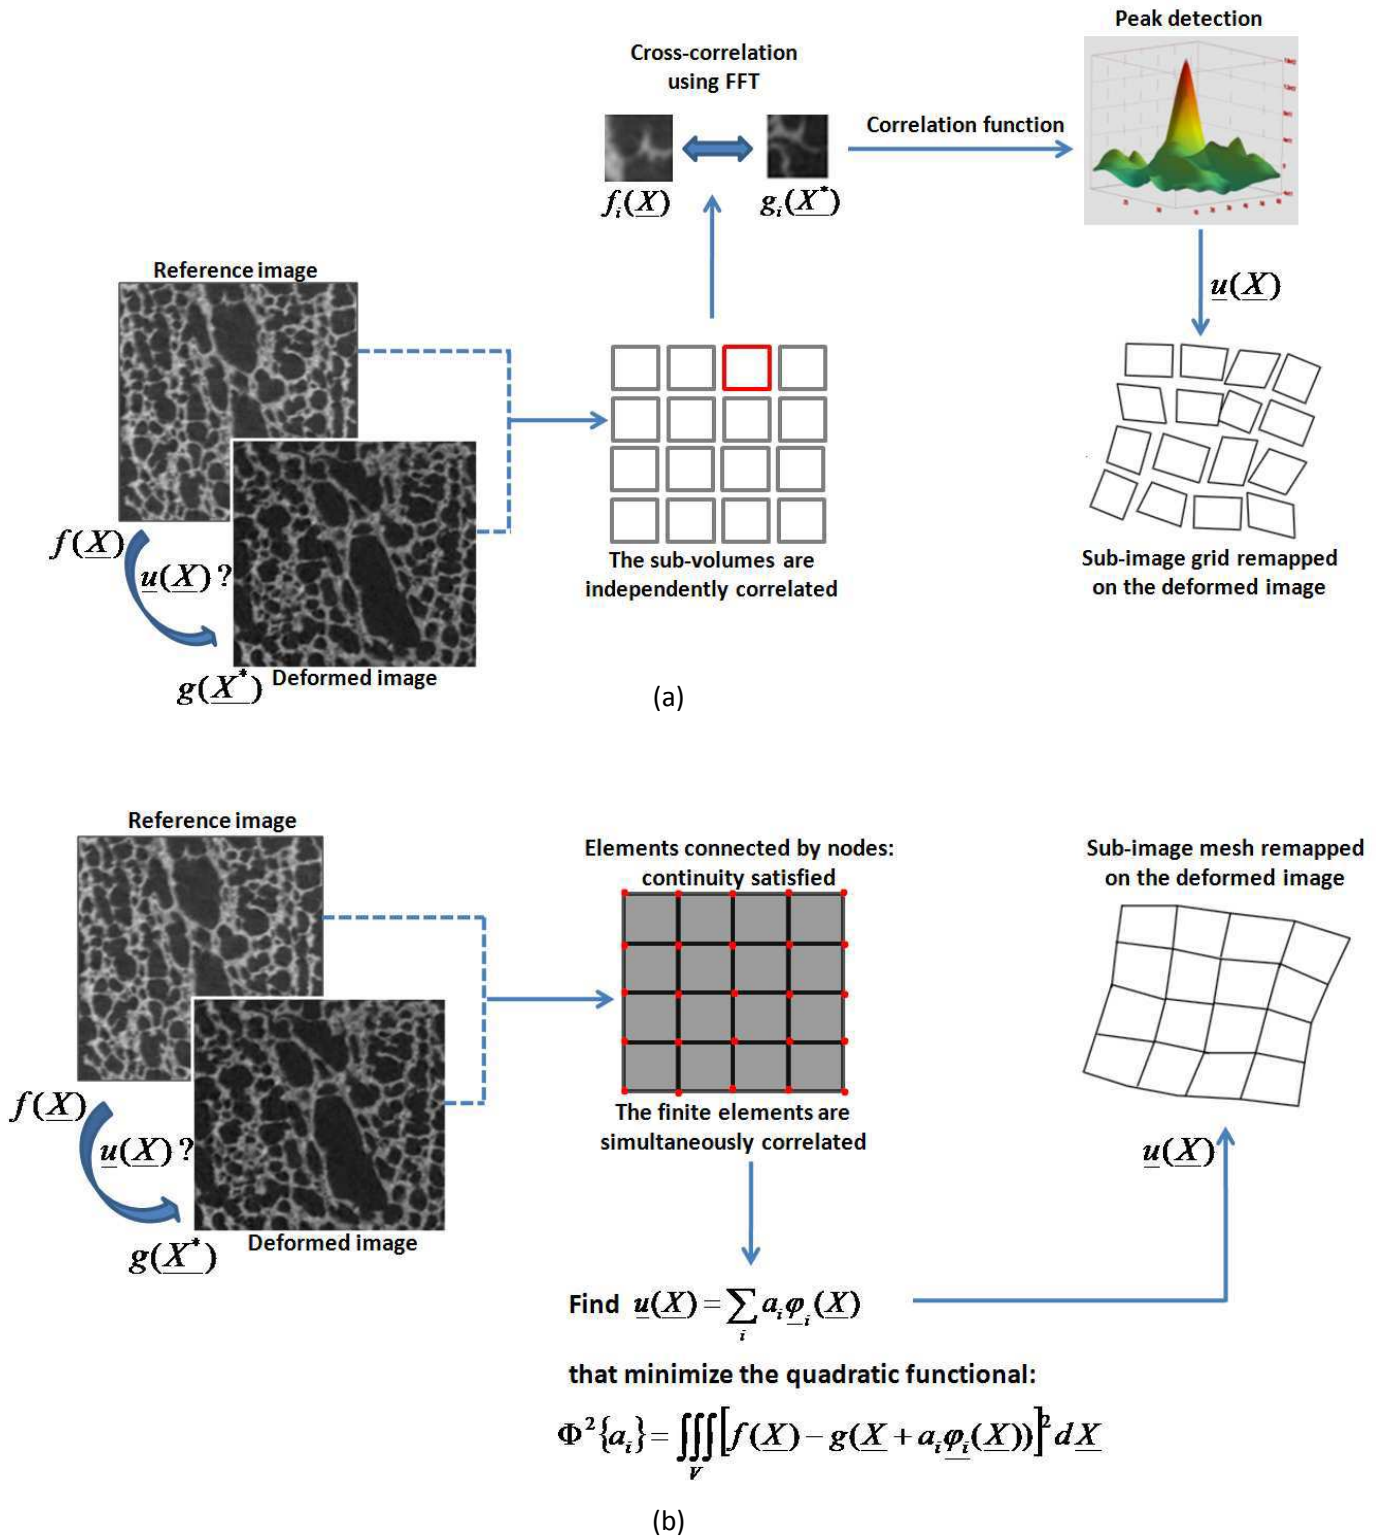 Peak detection
Cross-correlation
using FFT
Correlation function
f_i(X)
g_i(X*)
u(X)
Reference image
f(X)
u(X)?
g(X*)
Deformed image
The sub-volumes are
independently correlated
Sub-image grid remapped
on the deformed image
(a)
Reference image
f(X)
u(X)?
g(X*)
Deformed image
Elements connected by nodes:
continuity satisfied
The finite elements are
simultaneously correlated
Sub-image mesh remapped
on the deformed image
u(X)
Find u(X) = ∑_i a_i φ_i(X)
that minimize the quadratic functional:
Φ²{a_i} = ∭_V [f(X) − g(X + a_i φ_i(X))]² dX
(b)